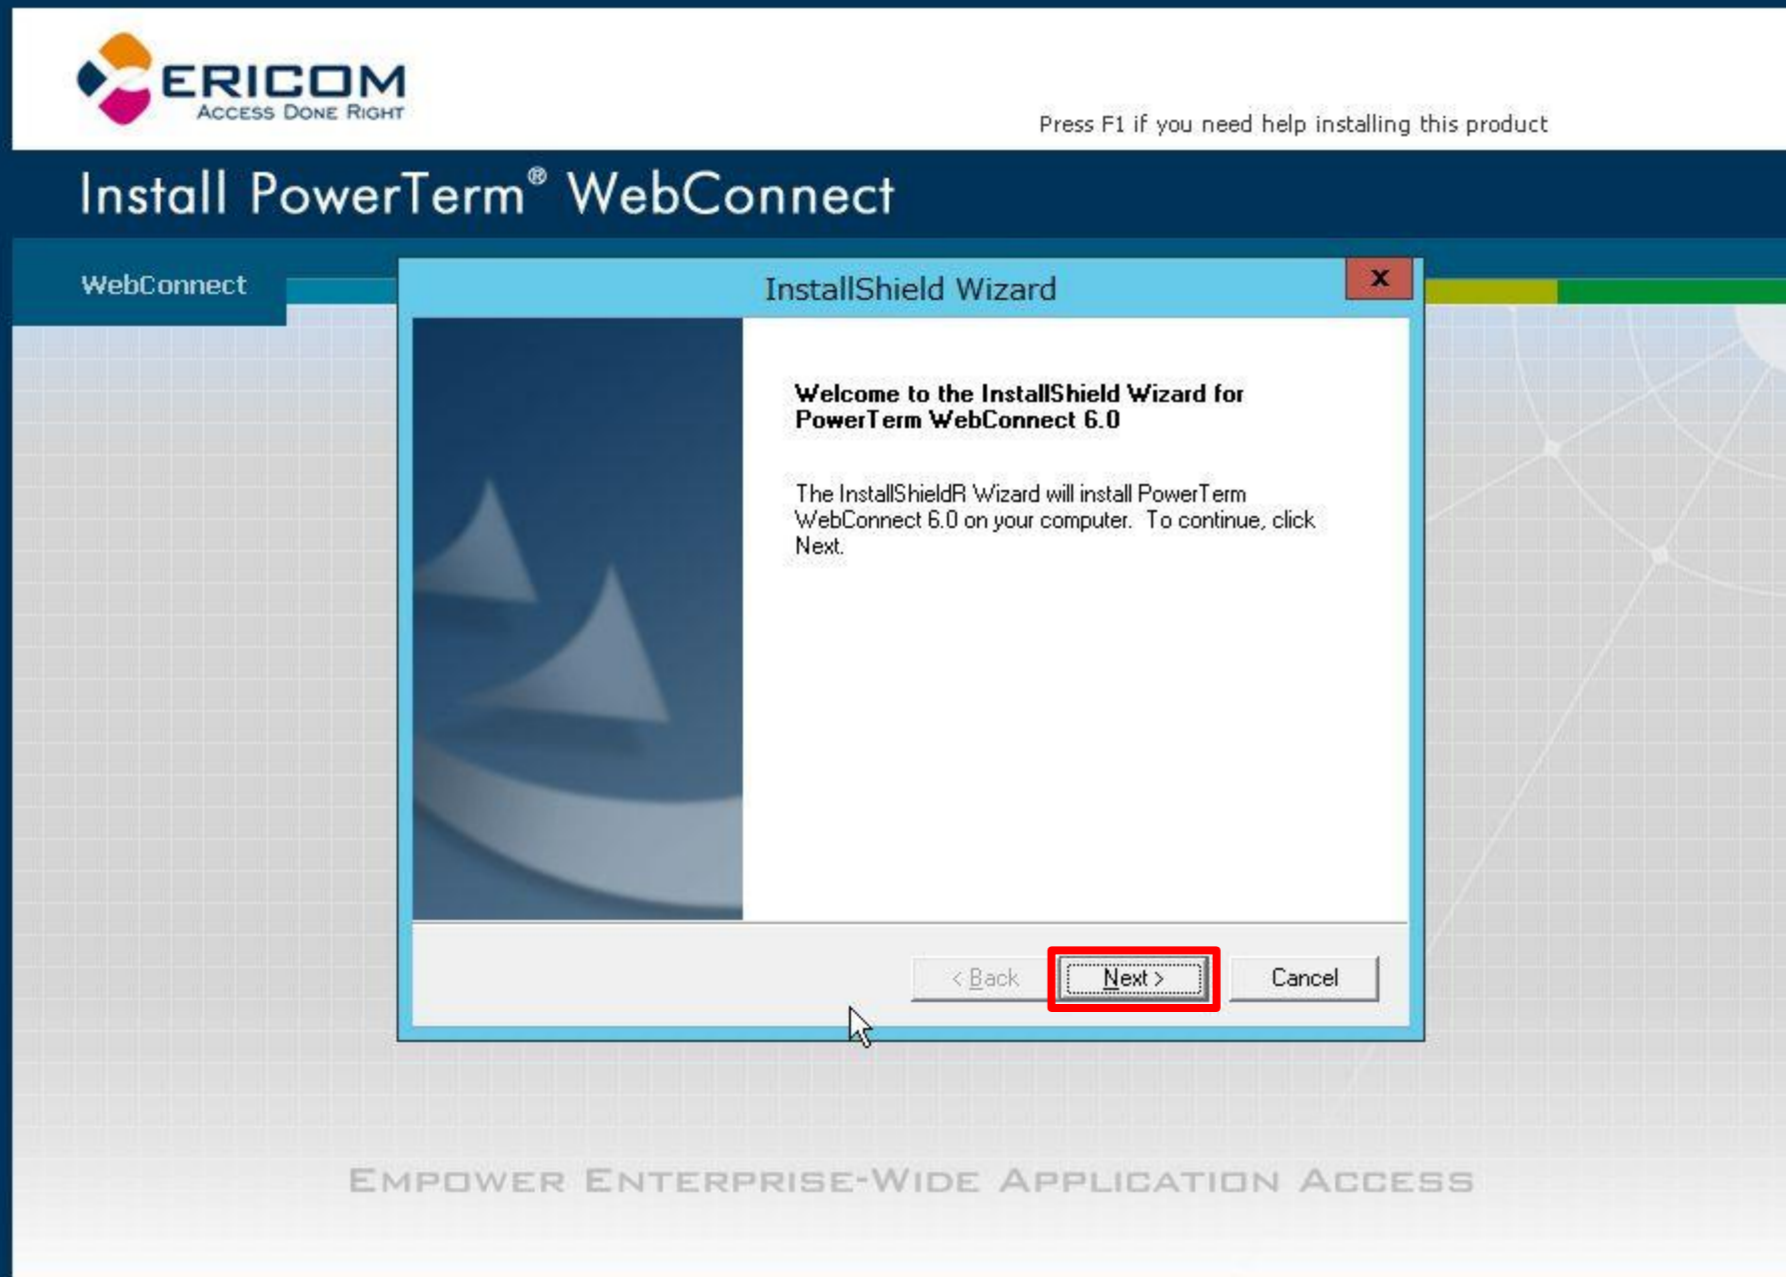 ERICOM
ACCESS DONE RIGHT
Press F1 if you need help installing this product
Install PowerTerm® WebConnect
WebConnect
InstallShield Wizard
X
Welcome to the InstallShield Wizard for
PowerTerm WebConnect 6.0
The InstallShieldR Wizard will install PowerTerm
WebConnect 6.0 on your computer. To continue, click
Next.
< Back
Next >
Cancel
EMPOWER ENTERPRISE-WIDE APPLICATION ACCESS